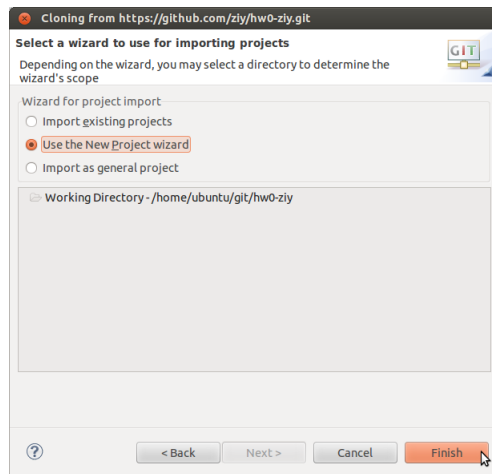 Cloning from https://github.com/ziy/hw0-ziy.git
Select a wizard to use for importing projects
Depending on the wizard, you may select a directory to determine the
wizard's scope
GIT
Wizard for project import
Import existing projects
Use the New Project wizard
Import as general project
Working Directory - /home/ubuntu/git/hw0-ziy
?
< Back Next > Cancel Finish